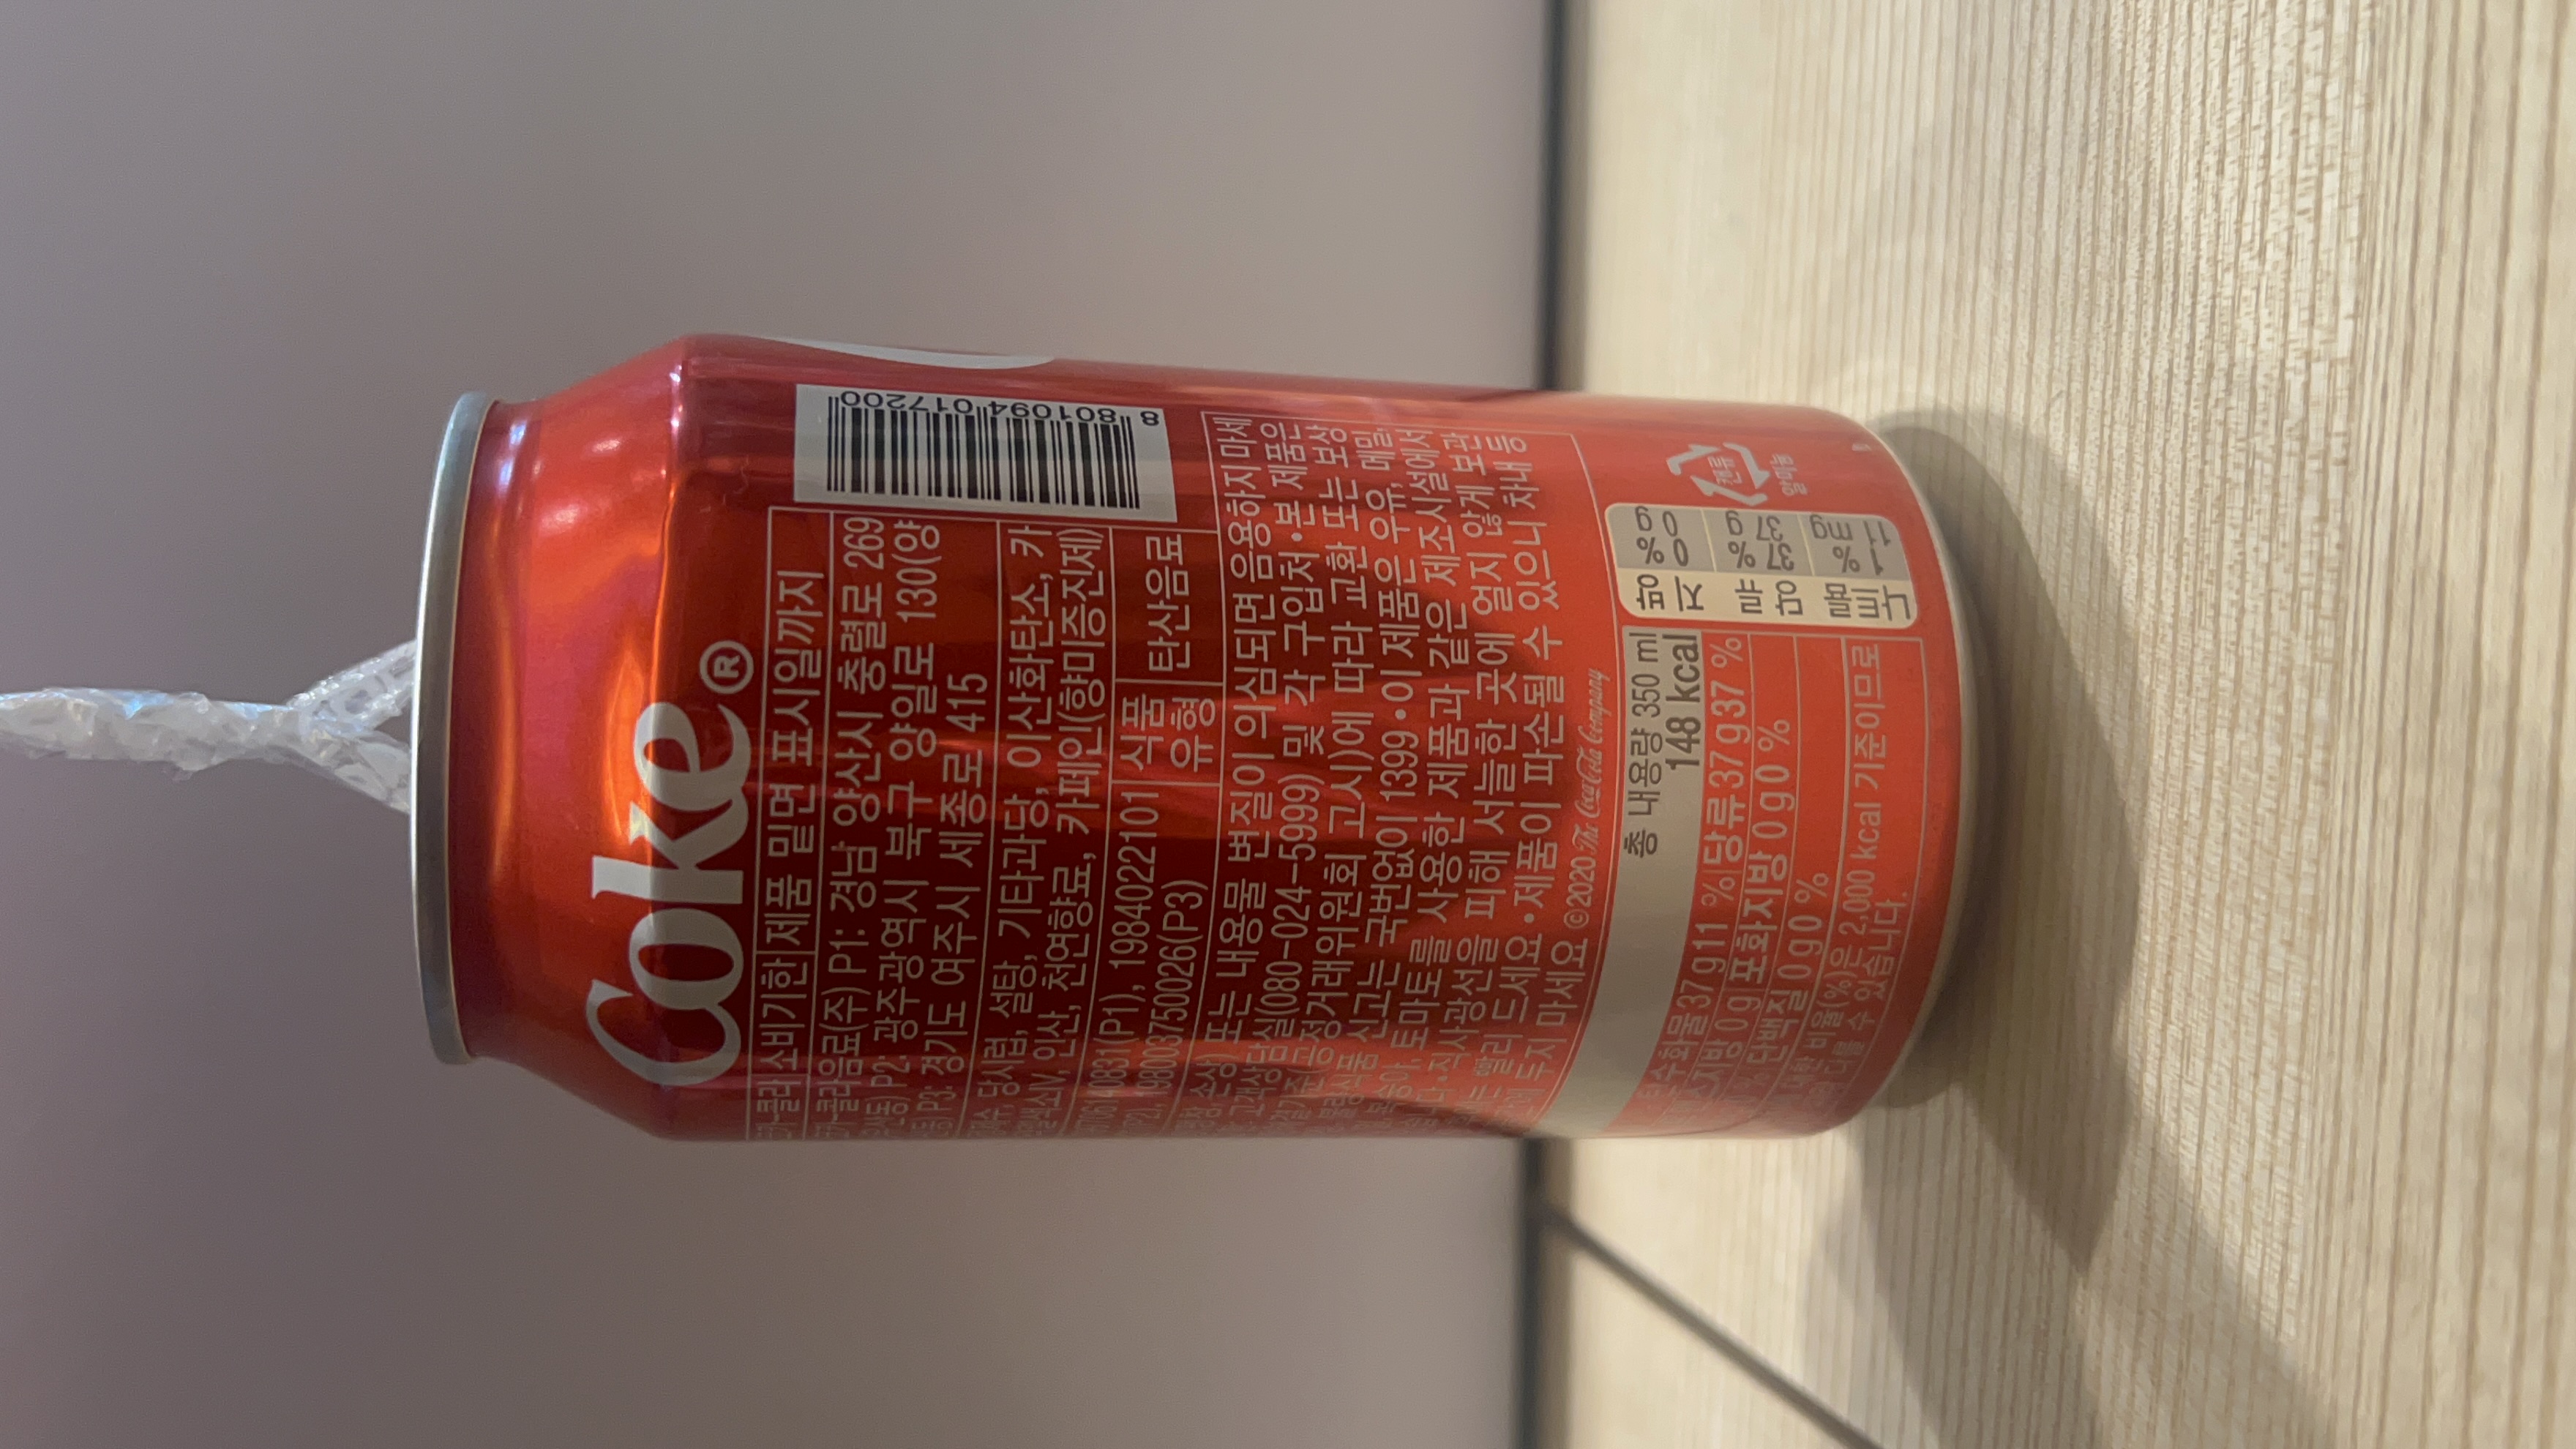 Coke®
소비기한 제품 밑면 표시일까지
콜라음료(주) P1: 경남 양산시 충렬로 269
P2: 광주광역시 북구 양일로 130(양
P3: 경기도 여주시 세종로 415
당시럽, 설탕, 기타과당, 이산화탄소, 카
인산, 천연향료, 카페인(향미증진제)
(P1), 1984022101
198003750026(P3)
식품
유형
탄산음료
손상) 또는 내용물 변질이 의심되면 음용하지 마세
고객상담실(080-024-5999) 및 각 구입처•본 제품은
(공정거래위원회 고시)에 따라 교환 또는 보상
신고는 국번없이 1399•이 제품은 우유, 메밀,
복숭아, 토마토를 사용한 제품과 같은 제조시설에서
직사광선을 피해 서늘한 곳에 얼지 않게 보관
빨리 드세요•제품이 파손될 수 있으니 차내 등
두지 마세요 ©2020 The Coca-Cola Company
8 801094 017200
총 내용량 350 ml
148 kcal
37 g 11 % 당류 37 g 37 %
0 g 포화지방 0 g 0 %
단백질 0 g 0 %
비율(%)은 2,000 kcal 기준이므로
다를 수 있습니다.
나트륨 당류 지방
1 % 37 % 0 %
11 mg 37 g 0 g
캔류
알미늄